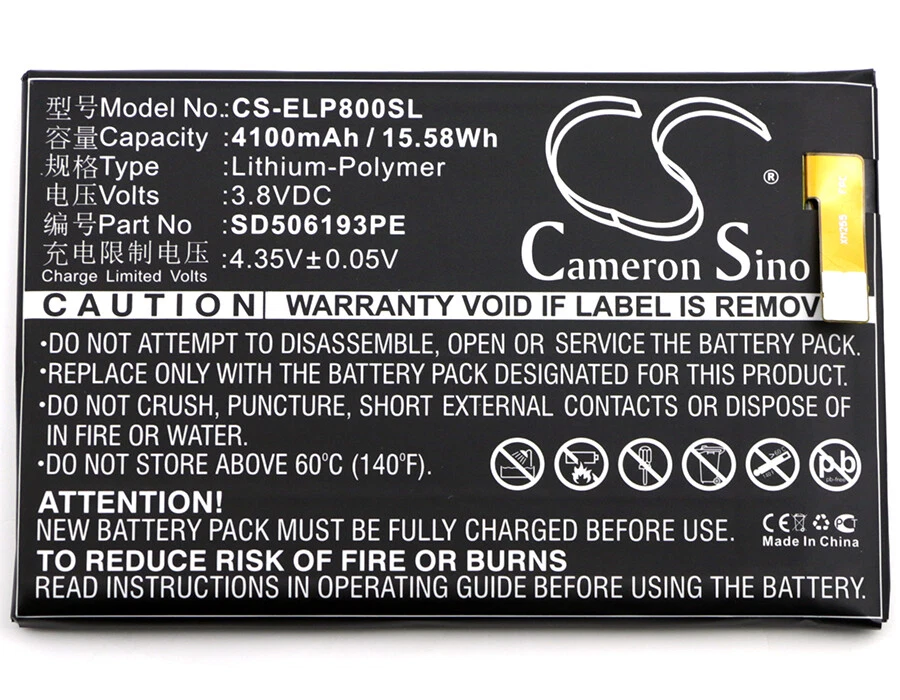 型号Model No.:CS-ELP800SL
容量Capacity :4100mAh / 15.58Wh
规格Type :Lithium-Polymer
电压Volts :3.8VDC
编号Part No :SD506193PE
充电限制电压
Charge Limited Volts :4.35V±0.05V
CS
®
Cameron Sino
xh255
CAUTION WARRANTY VOID IF LABEL IS REMOV
•DO NOT ATTEMPT TO DISASSEMBLE, OPEN OR SERVICE THE BATTERY PACK.
•REPLACE ONLY WITH THE BATTERY PACK DESIGNATED FOR THIS PRODUCT.
•DO NOT CRUSH, PUNCTURE, SHORT EXTERNAL CONTACTS OR DISPOSE OF
IN FIRE OR WATER.
•DO NOT STORE ABOVE 60°C (140°F).
Pb
pb-free
ATTENTION!
NEW BATTERY PACK MUST BE FULLY CHARGED BEFORE USE.
CE
Made In China
TO REDUCE RISK OF FIRE OR BURNS
READ INSTRUCTIONS IN OPERATING GUIDE BEFORE USING THE BATTERY.